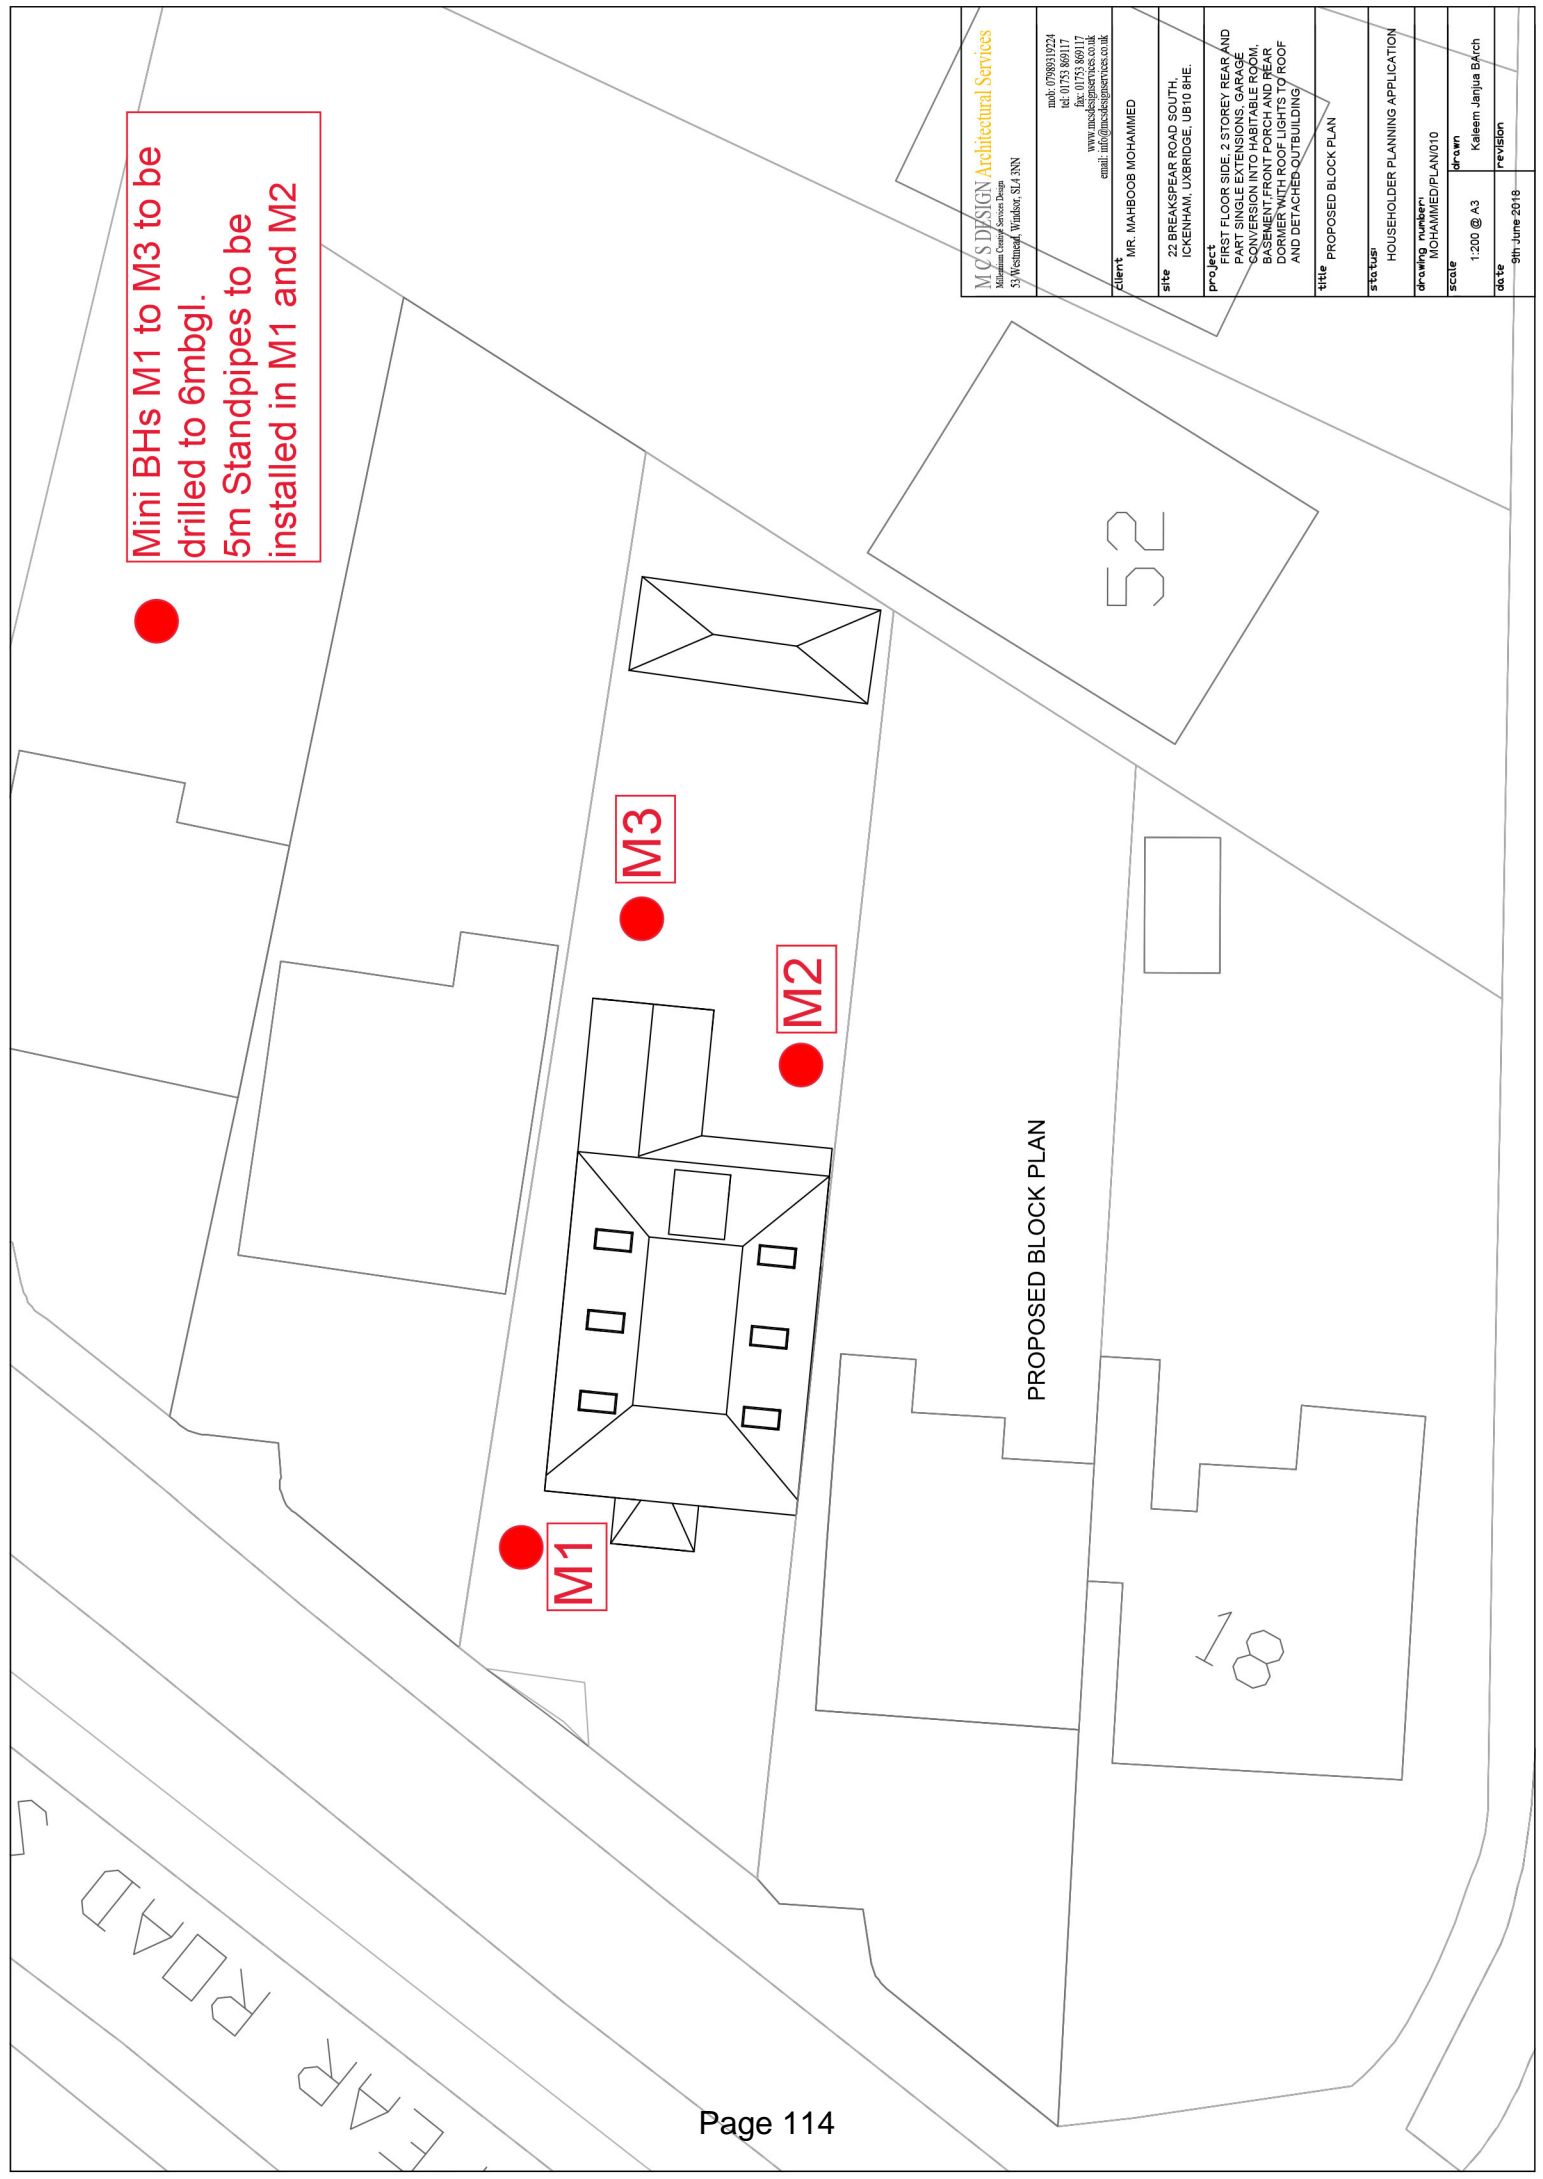 Mini BHs M1 to M3 to be
drilled to 6mbgl.
5m Standpipes to be
installed in M1 and M2
M3
M2
M1
52
18
PROPOSED BLOCK PLAN
EAR ROAD S
M C S DESIGN Architectural Services
Millennium Creative Services Design
53 Westmead, Windsor, SL4 3NN
mob: 07989319224
tel: 01753 869117
fax: 01753 869117
www.mcsdesignservices.co.uk
email: info@mcsdesignservices.co.uk
client
MR. MAHBOOB MOHAMMED
site
22 BREAKSPEAR ROAD SOUTH,
ICKENHAM, UXBRIDGE, UB10 8HE.
project
FIRST FLOOR SIDE, 2 STOREY REAR AND
PART SINGLE EXTENSIONS, GARAGE
CONVERSION INTO HABITABLE ROOM,
BASEMENT,FRONT PORCH AND REAR
DORMER WITH ROOF LIGHTS TO ROOF
AND DETACHED OUTBUILDING
title
PROPOSED BLOCK PLAN
status:
HOUSEHOLDER PLANNING APPLICATION
drawing number:
MOHAMMED/PLAN/010
scale
1:200 @ A3
drawn
Kaleem Janjua BArch
date
9th June 2018
revision
Page 114